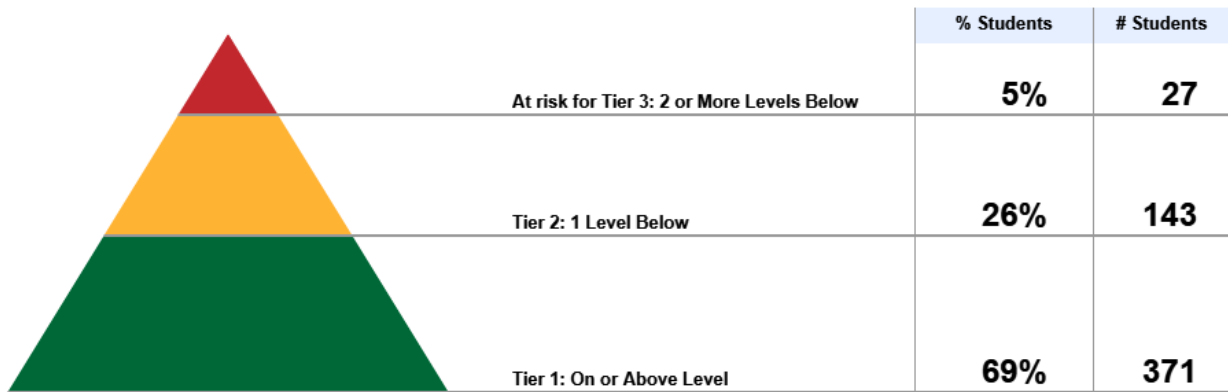 % Students # Students
At risk for Tier 3: 2 or More Levels Below 5% 27
Tier 2: 1 Level Below 26% 143
Tier 1: On or Above Level 69% 371